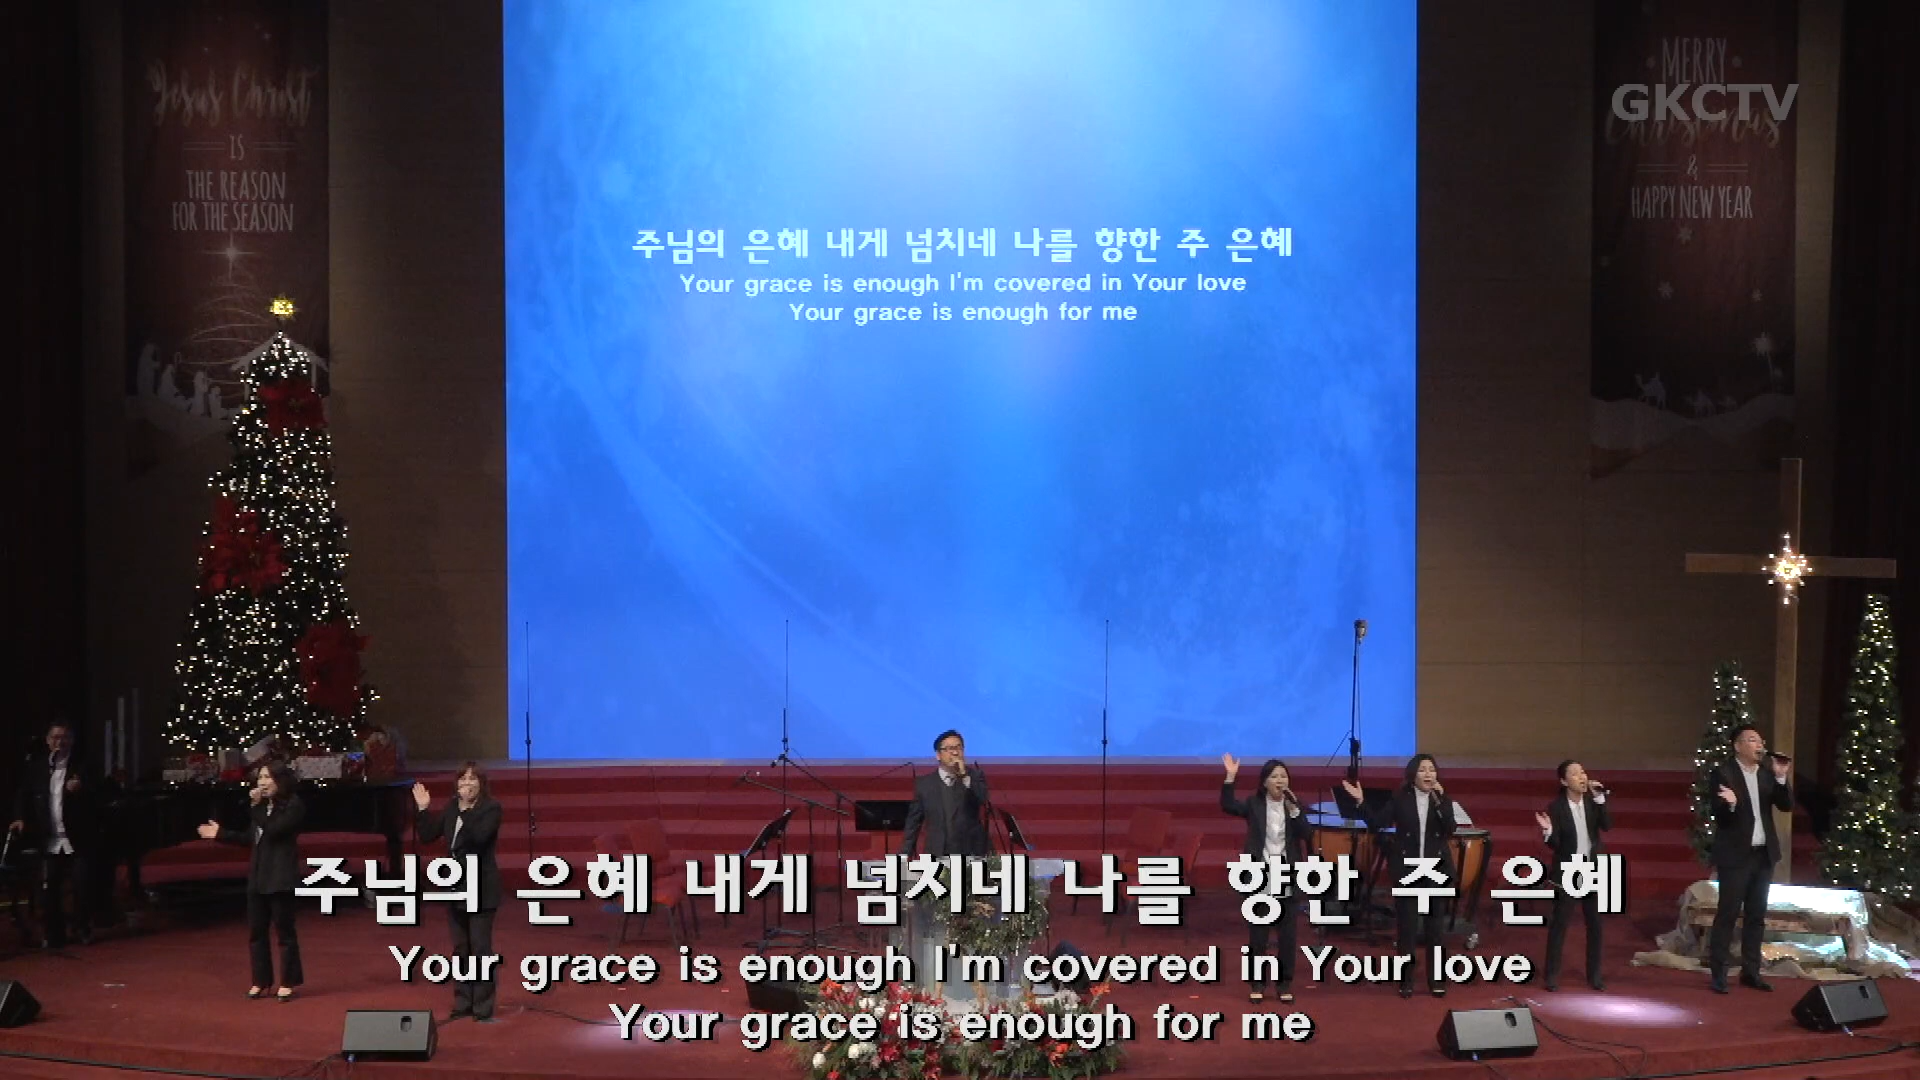 Jesus Christ
IS
THE REASON
FOR THE SEASON
MERRY
Christmas
&
HAPPY NEW YEAR
GKCTV
주님의 은혜 내게 넘치네 나를 향한 주 은혜
Your grace is enough I'm covered in Your love
Your grace is enough for me
주님의 은혜 내게 넘치네 나를 향한 주 은혜
Your grace is enough I'm covered in Your love
Your grace is enough for me